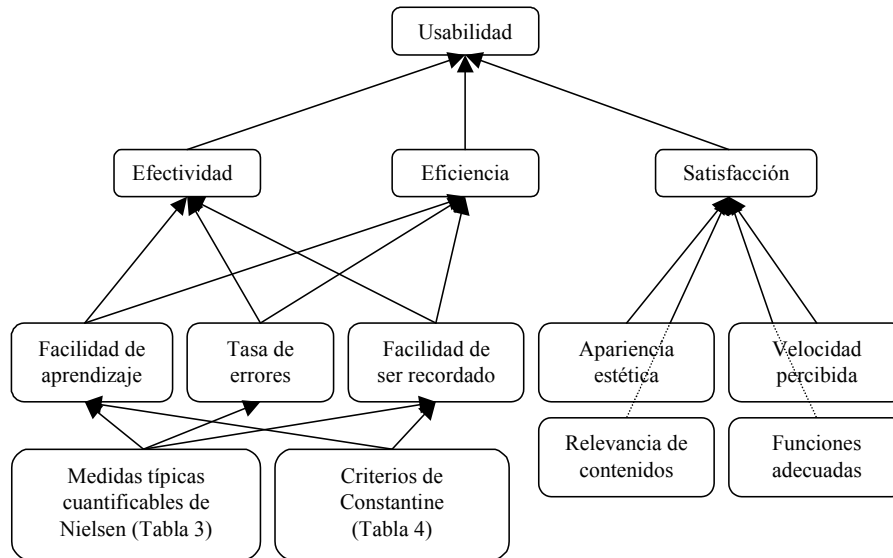 Usabilidad
Efectividad
Eficiencia
Satisfacción
Facilidad de
aprendizaje
Tasa de
errores
Facilidad de
ser recordado
Apariencia
estética
Velocidad
percibida
Relevancia de
contenidos
Funciones
adecuadas
Medidas típicas
cuantificables de
Nielsen (Tabla 3)
Criterios de
Constantine
(Tabla 4)